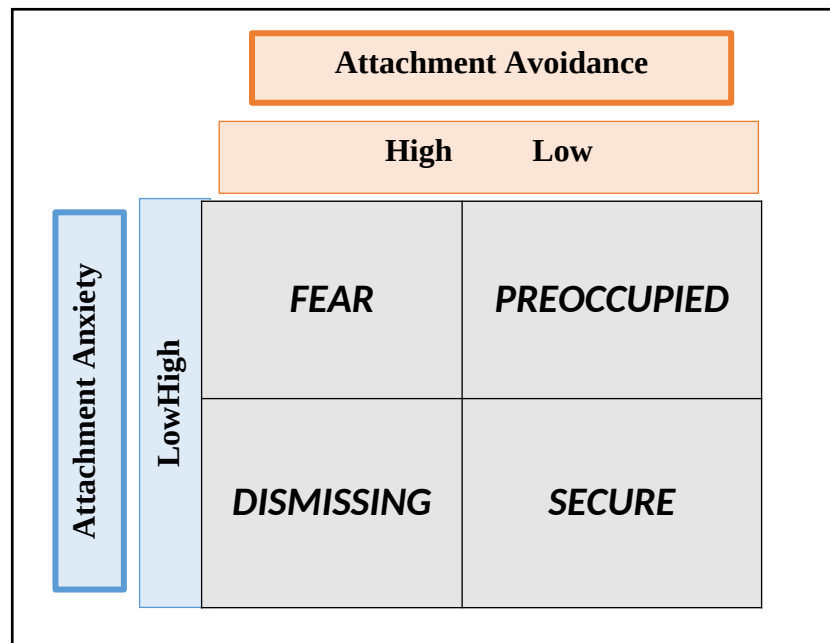 Attachment Avoidance
High Low
Attachment Anxiety
LowHigh
FEAR
PREOCCUPIED
DISMISSING
SECURE